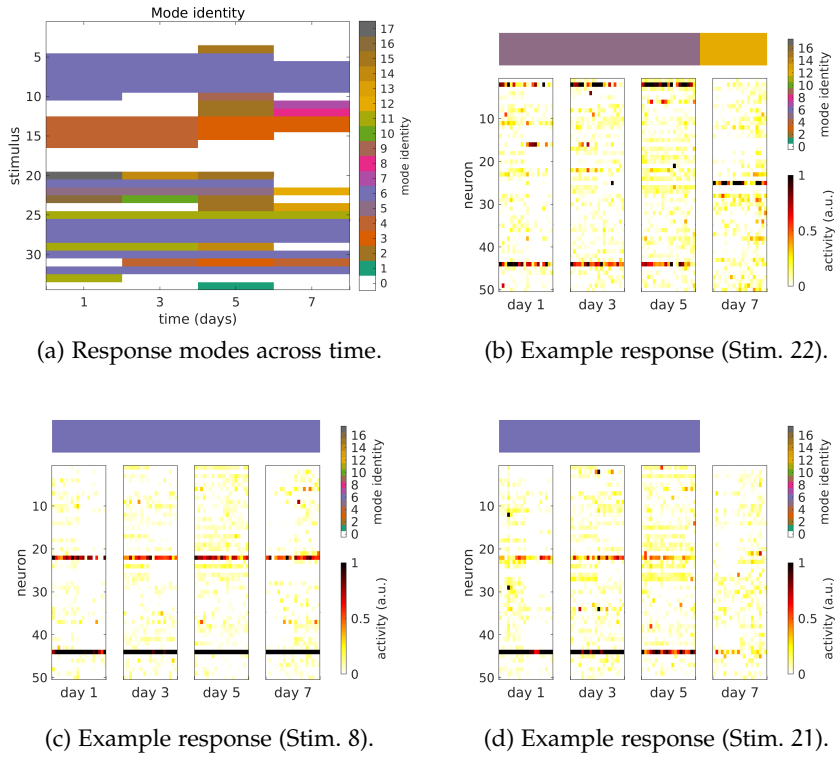 Mode identity
5
10
15
20
25
30
stimulus
1
3
5
7
time (days)
17
16
15
14
13
12
11
10
9
8
7
6
5
4
3
2
1
0
mode identity
(a) Response modes across time.
16
14
12
10
8
6
4
2
0
mode identity
10
20
30
40
50
neuron
day 1
day 3
day 5
day 7
1
0.5
0
activity (a.u.)
(b) Example response (Stim. 22).
16
14
12
10
8
6
4
2
0
mode identity
10
20
30
40
50
neuron
day 1
day 3
day 5
day 7
1
0.5
0
activity (a.u.)
(c) Example response (Stim. 8).
16
14
12
10
8
6
4
2
0
mode identity
10
20
30
40
50
neuron
day 1
day 3
day 5
day 7
1
0.5
0
activity (a.u.)
(d) Example response (Stim. 21).